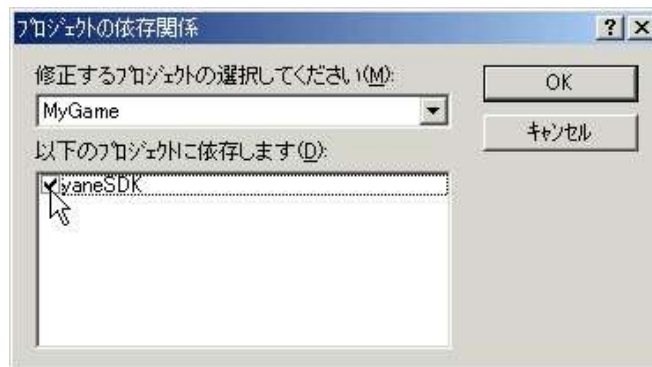 ﾌﾟﾛｼﾞｪｸﾄの依存関係
修正するﾌﾟﾛｼﾞｪｸﾄの選択してください(M):
OK
MyGame
ｷｬﾝｾﾙ
以下のﾌﾟﾛｼﾞｪｸﾄに依存します(D):
yaneSDK